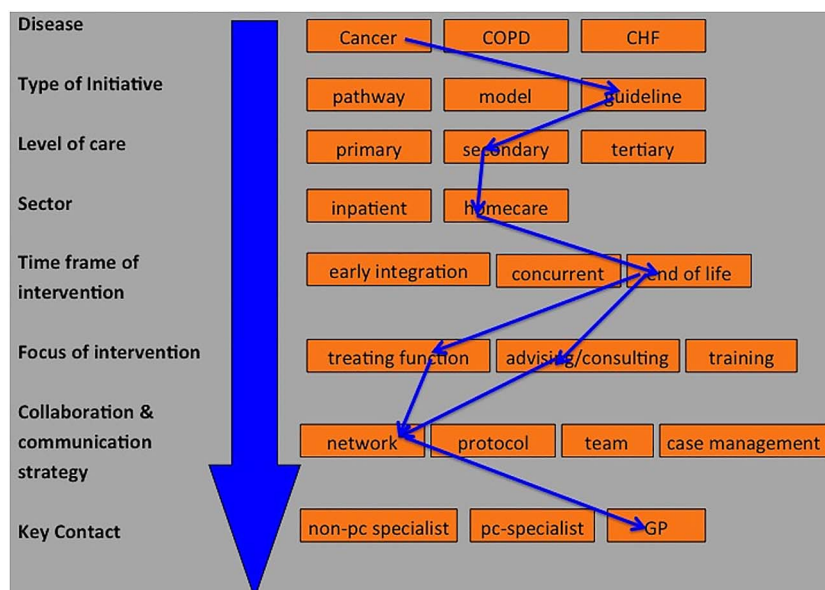 Disease
Cancer COPD CHF
Type of Initiative
pathway model guideline
Level of care
primary secondary tertiary
Sector
inpatient homecare
Time frame of
intervention
early integration concurrent end of life
Focus of intervention
treating function advising/consulting training
Collaboration &
communication
strategy
network protocol team case management
Key Contact
non-pc specialist pc-specialist GP